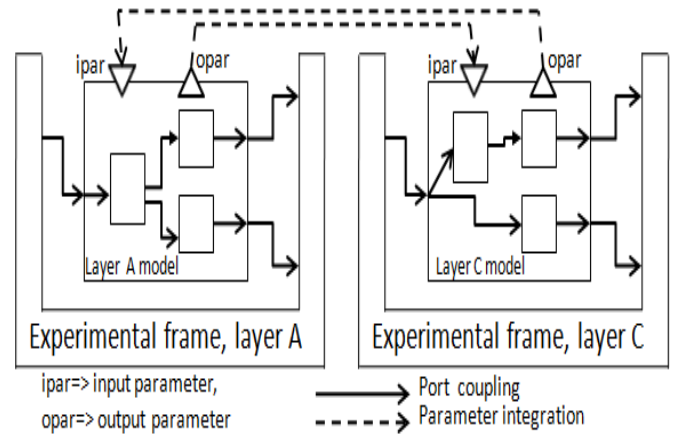 ipar opar
ipar opar
Layer A model
Layer C model
Experimental frame, layer A
Experimental frame, layer C
ipar=> input parameter,
opar=> output parameter
Port coupling
Parameter integration